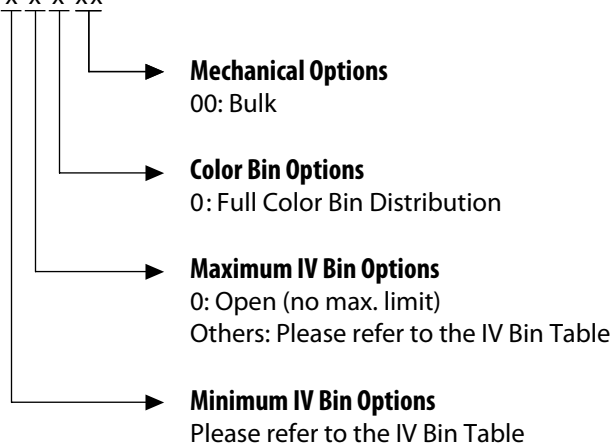 x x x xx
Mechanical Options
00: Bulk
Color Bin Options
0: Full Color Bin Distribution
Maximum IV Bin Options
0: Open (no max. limit)
Others: Please refer to the IV Bin Table
Minimum IV Bin Options
Please refer to the IV Bin Table